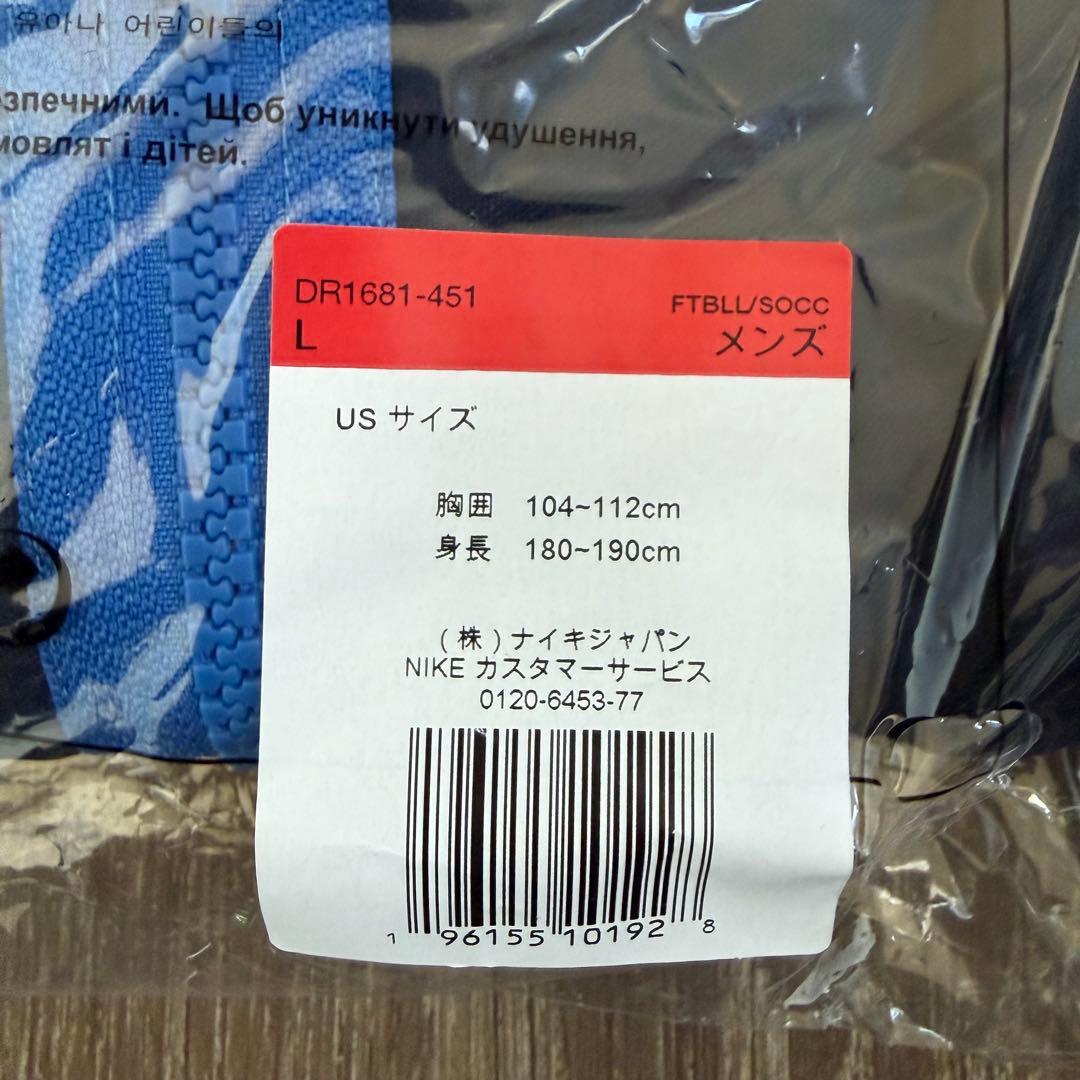 유아나 어린이들의
зпечними. Щоб уникнути удушення,
мовлят і дітей.
DR1681-451
FTBLL/SOCC
L
メンズ
US サイズ
胸囲 104~112cm
身長 180~190cm
(株)ナイキジャパン
NIKE カスタマーサービス
0120-6453-77
1 96155 10192 8